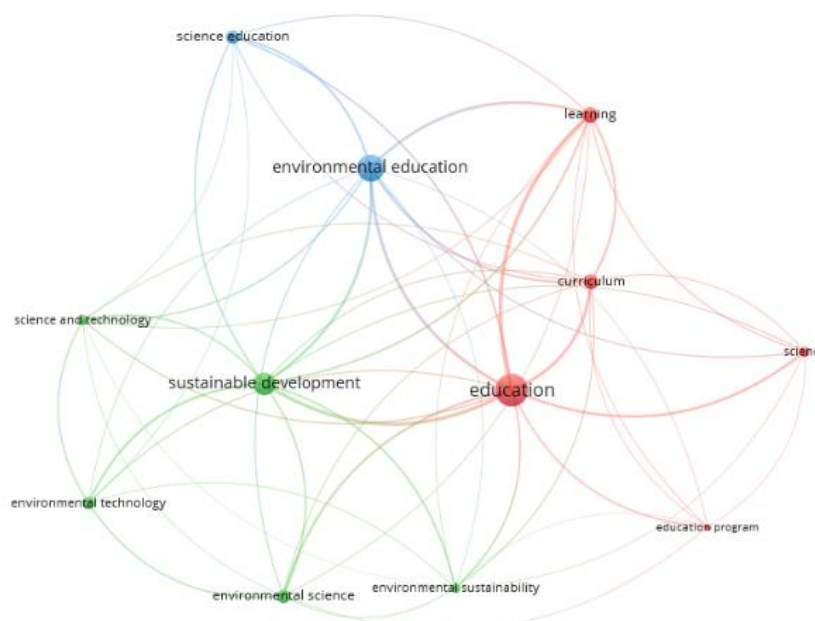 science education
learning
environmental education
curriculum
science and technology
scienc
sustainable development
education
environmental technology
education program
environmental science
environmental sustainability